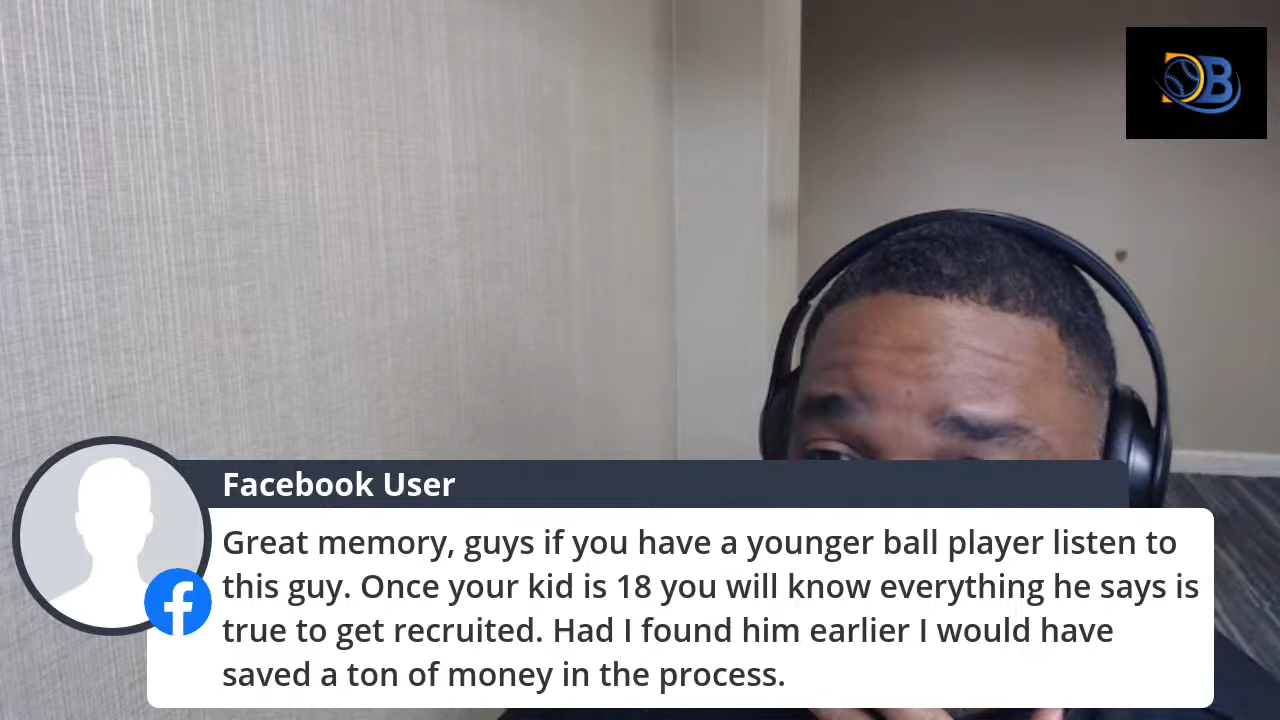 DB
Facebook User
Great memory, guys if you have a younger ball player listen to
this guy. Once your kid is 18 you will know everything he says is
true to get recruited. Had I found him earlier I would have
saved a ton of money in the process.